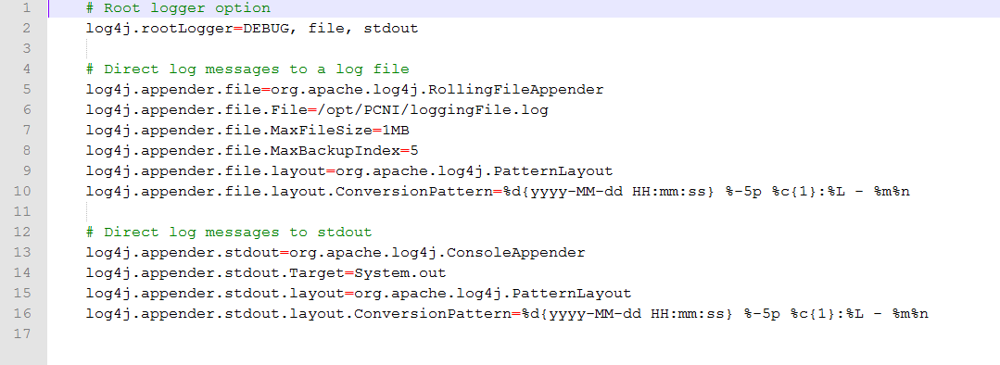 1 # Root logger option
2 log4j.rootLogger=DEBUG, file, stdout
3
4 # Direct log messages to a log file
5 log4j.appender.file=org.apache.log4j.RollingFileAppender
6 log4j.appender.file.File=/opt/PCNI/loggingFile.log
7 log4j.appender.file.MaxFileSize=1MB
8 log4j.appender.file.MaxBackupIndex=5
9 log4j.appender.file.layout=org.apache.log4j.PatternLayout
10 log4j.appender.file.layout.ConversionPattern=%d{yyyy-MM-dd HH:mm:ss} %-5p %c{1}:%L - %m%n
11
12 # Direct log messages to stdout
13 log4j.appender.stdout=org.apache.log4j.ConsoleAppender
14 log4j.appender.stdout.Target=System.out
15 log4j.appender.stdout.layout=org.apache.log4j.PatternLayout
16 log4j.appender.stdout.layout.ConversionPattern=%d{yyyy-MM-dd HH:mm:ss} %-5p %c{1}:%L - %m%n
17